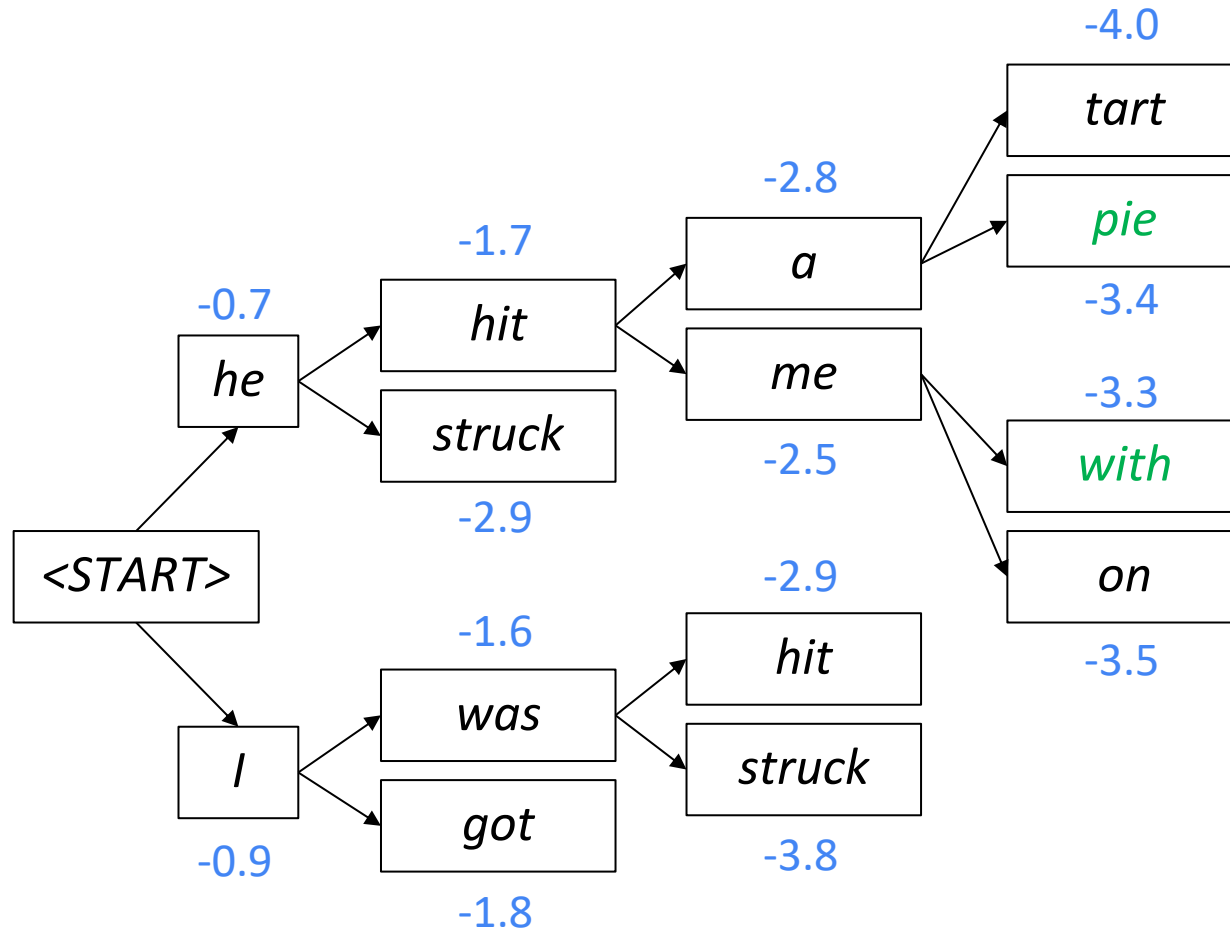 -4.0
tart
-2.8
pie
-1.7
a
-3.4
-0.7
hit
me
-3.3
he
struck
-2.5
with
-2.9
<START>
-2.9
on
-1.6
hit
-3.5
was
struck
I
got
-3.8
-0.9
-1.8